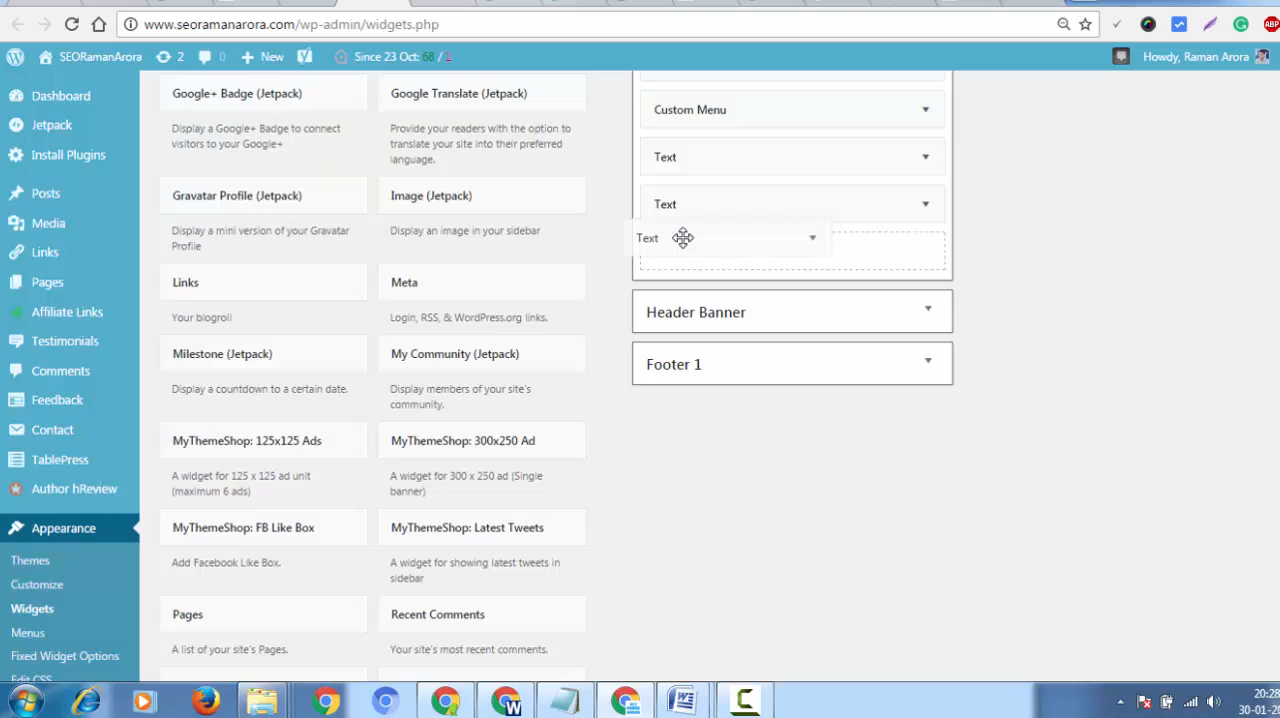 www.seoramanarora.com/wp-admin/widgets.php
ABP
SEORamanArora
2
0
New
Since 23 Oct: 68 / 1
Howdy, Raman Arora
Dashboard
Jetpack
Install Plugins
Posts
Media
Links
Pages
Affiliate Links
Testimonials
Comments
Feedback
Contact
TablePress
Author hReview
Appearance
Themes
Customize
Widgets
Menus
Fixed Widget Options
Edit CSS
Google+ Badge (Jetpack)
Display a Google+ Badge to connect
visitors to your Google+
Google Translate (Jetpack)
Provide your readers with the option to
translate your site into their preferred
language.
Gravatar Profile (Jetpack)
Display a mini version of your Gravatar
Profile
Image (Jetpack)
Display an image in your sidebar
Links
Your blogroll
Meta
Login, RSS, & WordPress.org links.
Milestone (Jetpack)
Display a countdown to a certain date.
My Community (Jetpack)
Display members of your site's
community.
MyThemeShop: 125x125 Ads
A widget for 125 x 125 ad unit
(maximum 6 ads)
MyThemeShop: 300x250 Ad
A widget for 300 x 250 ad (Single
banner)
MyThemeShop: FB Like Box
Add Facebook Like Box.
MyThemeShop: Latest Tweets
A widget for showing latest tweets in
sidebar
Pages
A list of your site's Pages.
Recent Comments
Your site's most recent comments.
Custom Menu
Text
Text
Text
Header Banner
Footer 1
20:28
30-01-20